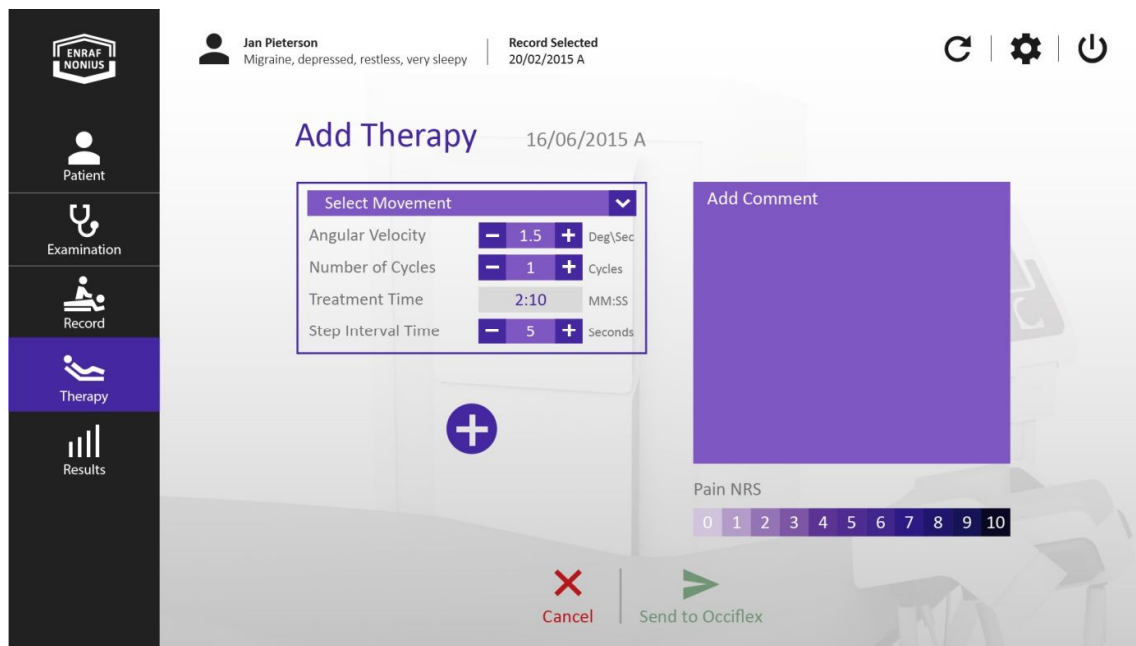 ENRAF
NONIUS
Jan Pieterson
Migraine, depressed, restless, very sleepy
Record Selected
20/02/2015 A
Patient
Examination
Record
Therapy
Results
Add Therapy
16/06/2015 A
Select Movement
Angular Velocity
1.5
Deg\Sec
Number of Cycles
1
Cycles
Treatment Time
2:10
MM:SS
Step Interval Time
5
Seconds
Add Comment
Pain NRS
0 1 2 3 4 5 6 7 8 9 10
Cancel
Send to Occiflex